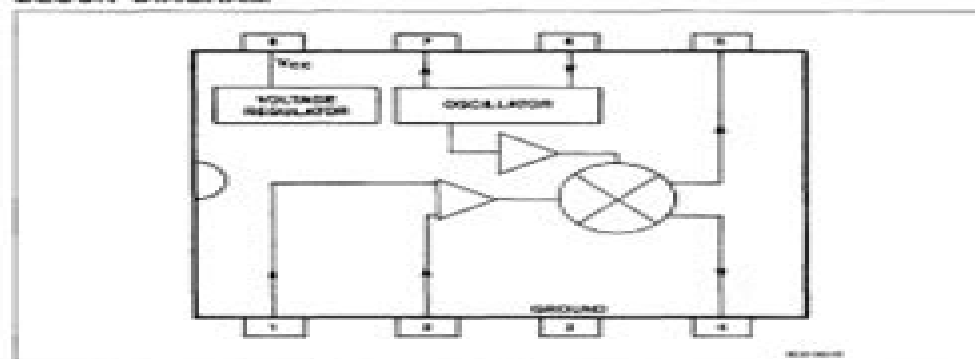 BLOCK DIAGRAM
8 7 6 5
VCC
VOLTAGE
REGULATOR
OSCILLATOR
GROUND
1 2 3 4